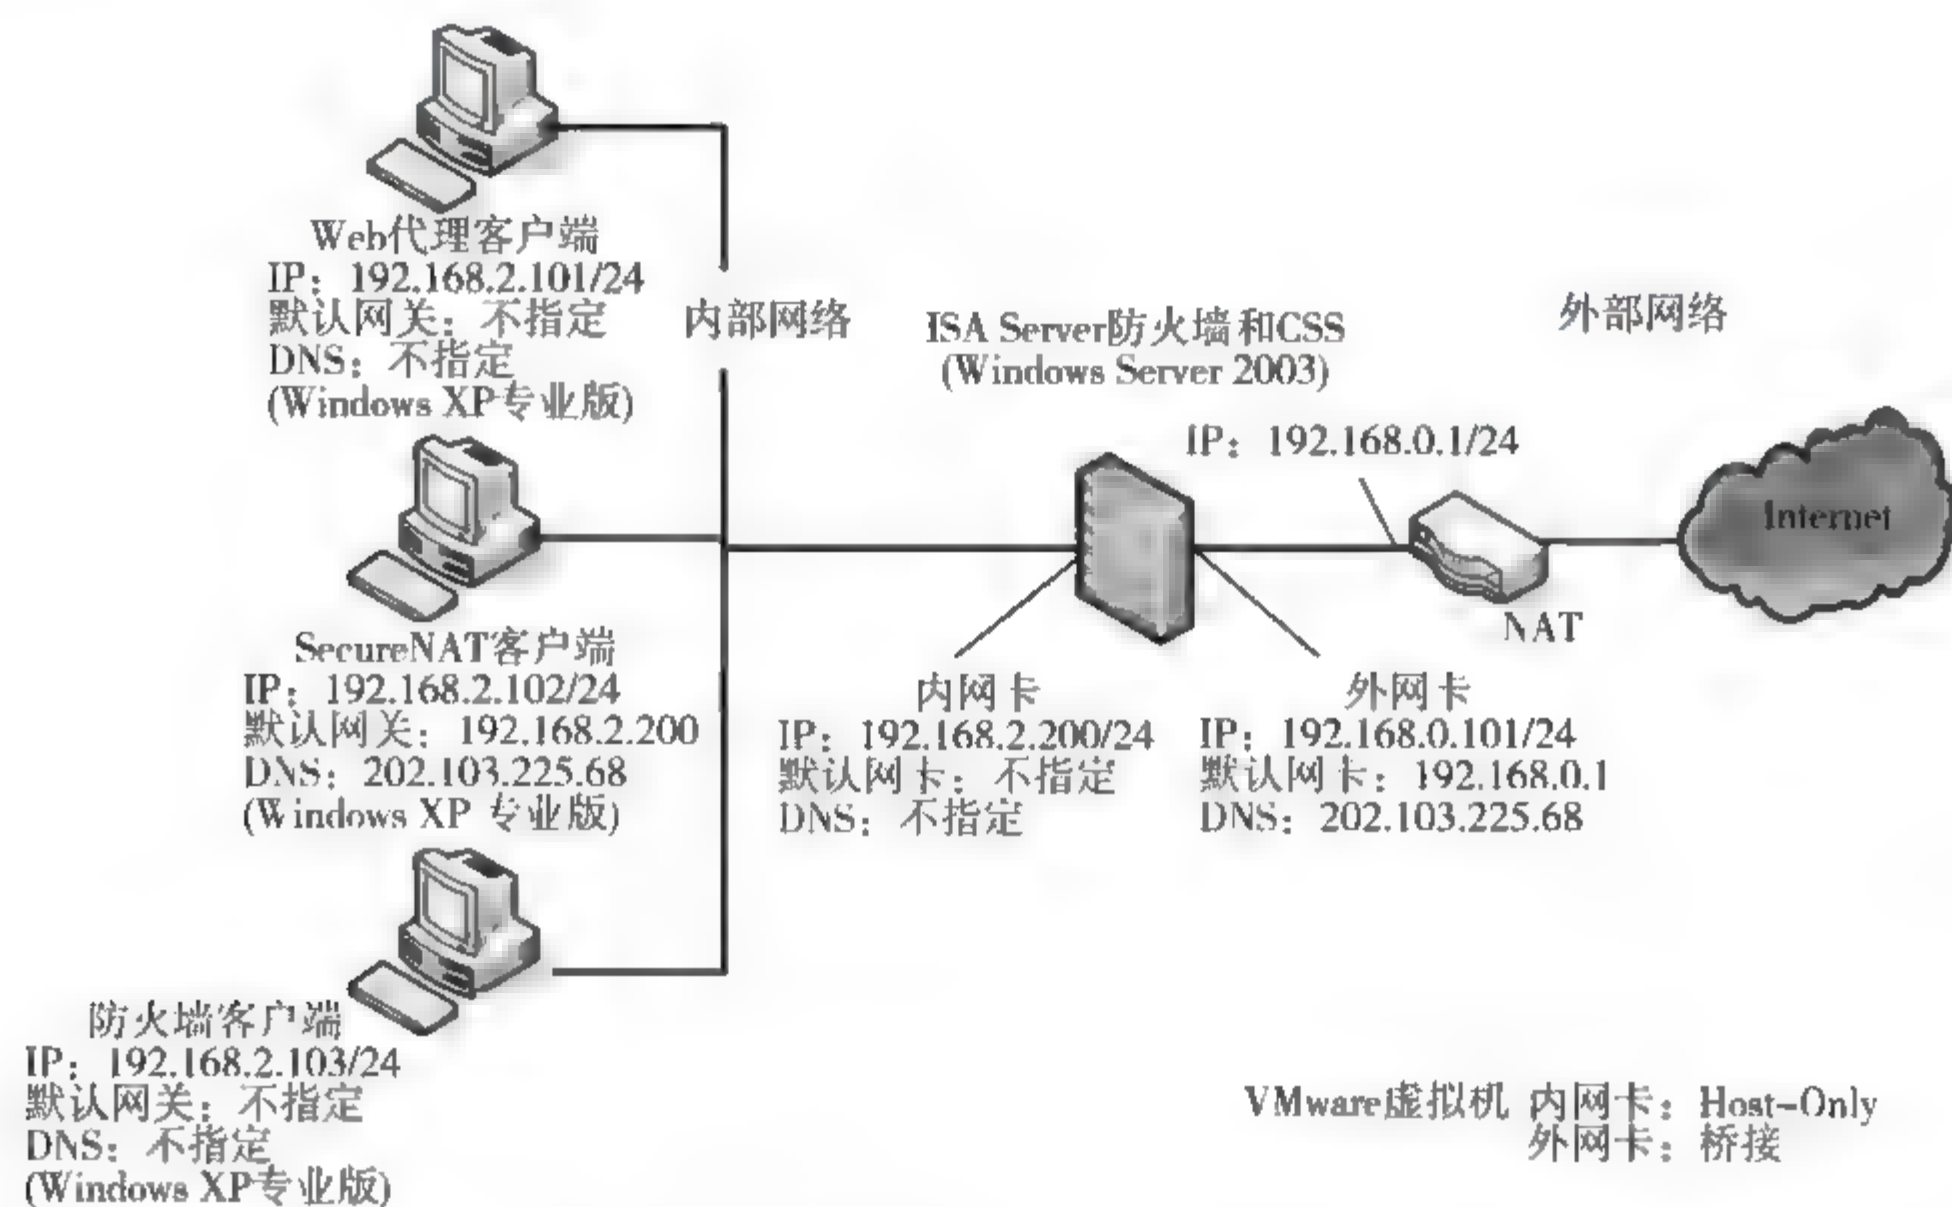 Web代理客户端
IP：192.168.2.101/24
默认网关：不指定
DNS：不指定
(Windows XP专业版)
内部网络
ISA Server防火墙和CSS
(Windows Server 2003)
外部网络
IP：192.168.0.1/24
Internet
NAT
SecureNAT客户端
IP：192.168.2.102/24
默认网关：192.168.2.200
DNS：202.103.225.68
(Windows XP 专业版)
内网卡
IP：192.168.2.200/24
默认网卡：不指定
DNS：不指定
外网卡
IP：192.168.0.101/24
默认网卡：192.168.0.1
DNS：202.103.225.68
防火墙客户端
IP：192.168.2.103/24
默认网关：不指定
DNS：不指定
(Windows XP专业版)
VMware虚拟机 内网卡：Host-Only
外网卡：桥接